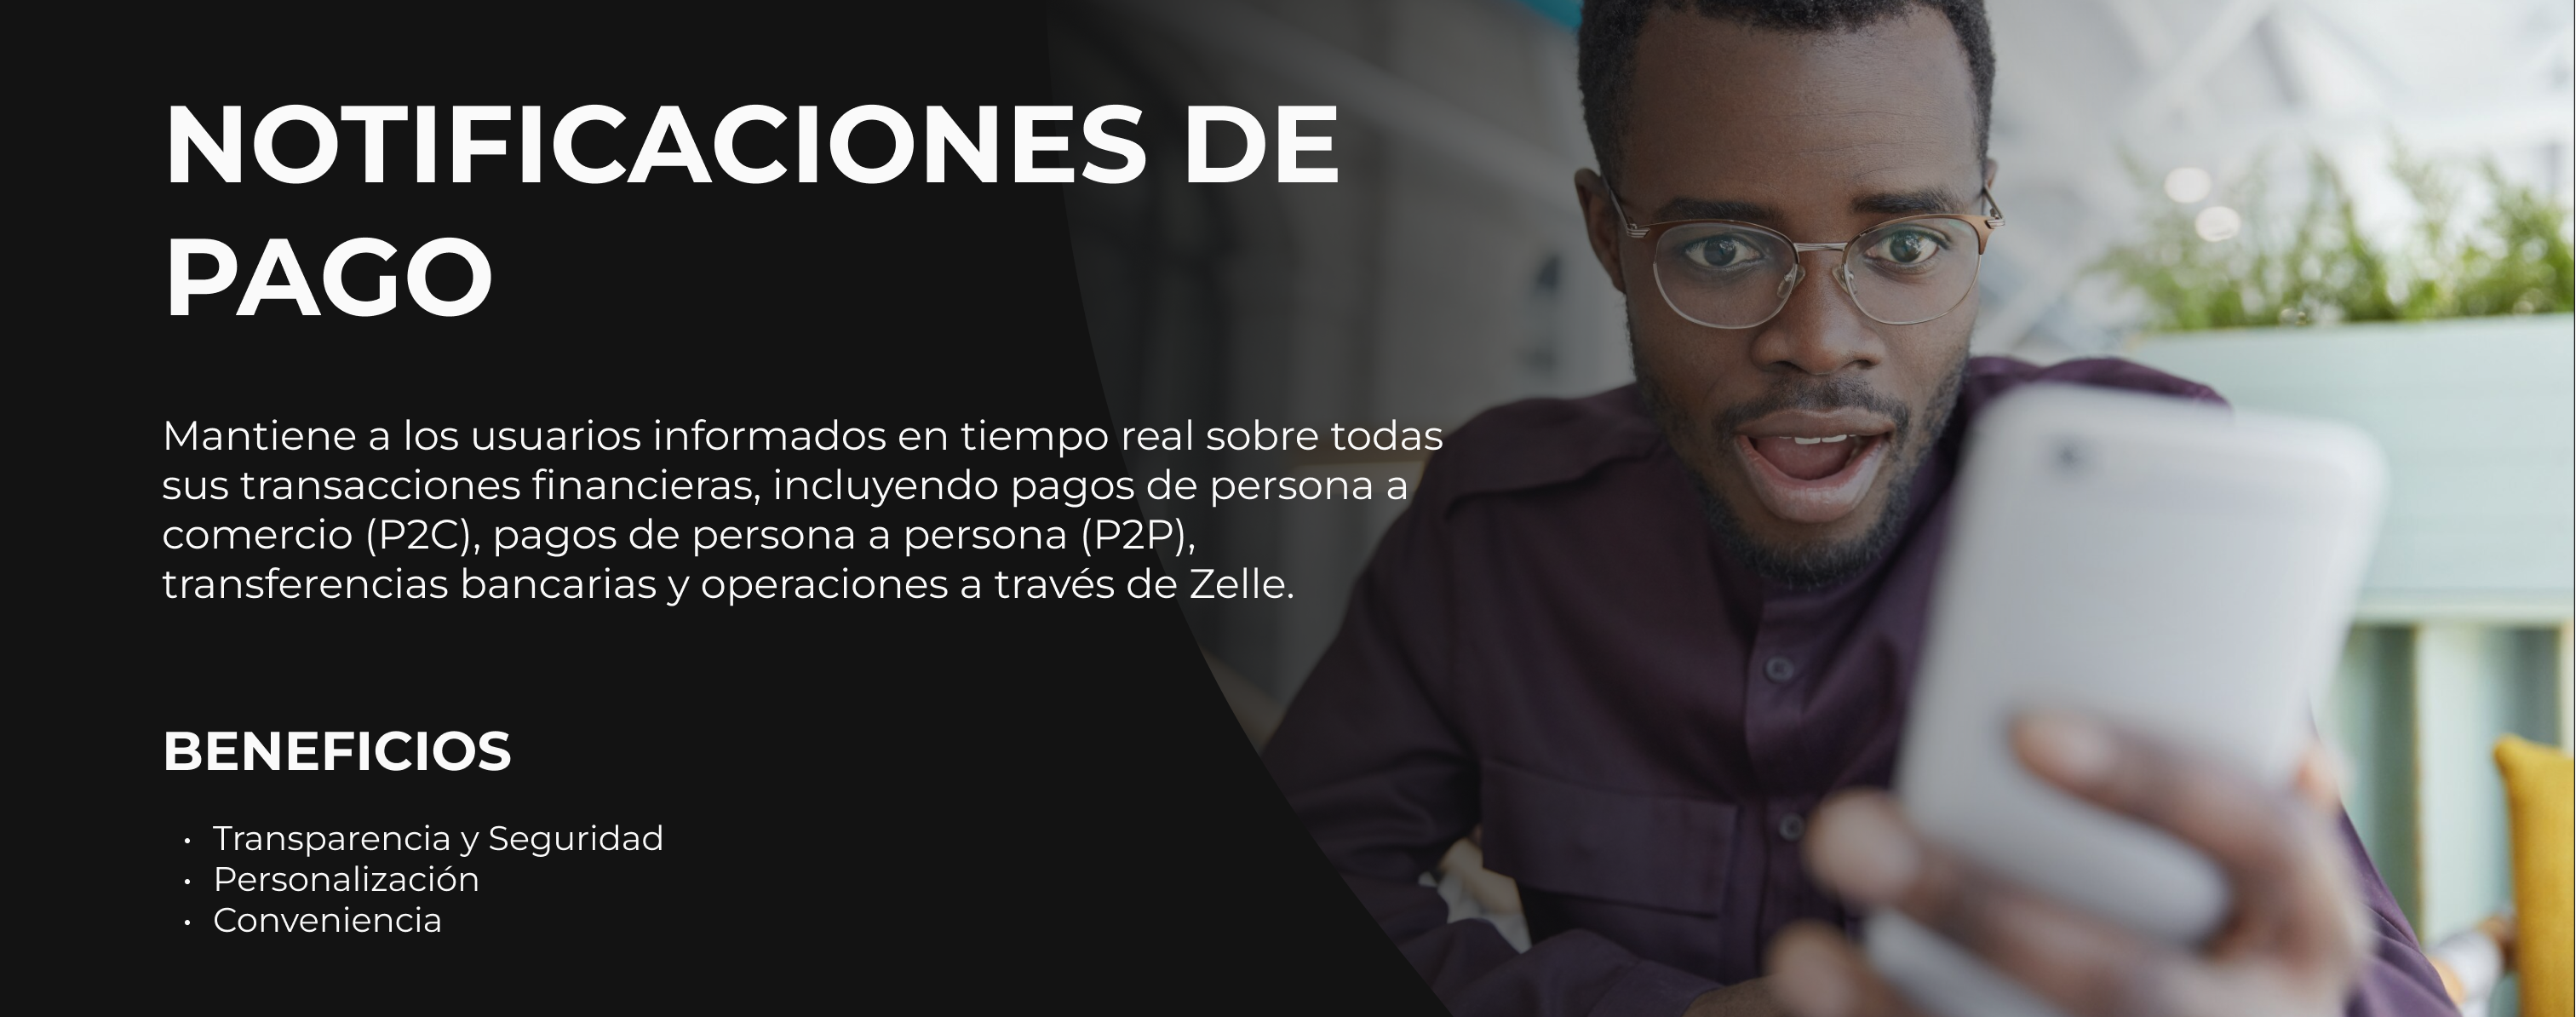 NOTIFICACIONES DE
PAGO
Mantiene a los usuarios informados en tiempo real sobre todas
sus transacciones financieras, incluyendo pagos de persona a
comercio (P2C), pagos de persona a persona (P2P),
transferencias bancarias y operaciones a través de Zelle.
BENEFICIOS
• Transparencia y Seguridad
• Personalización
• Conveniencia